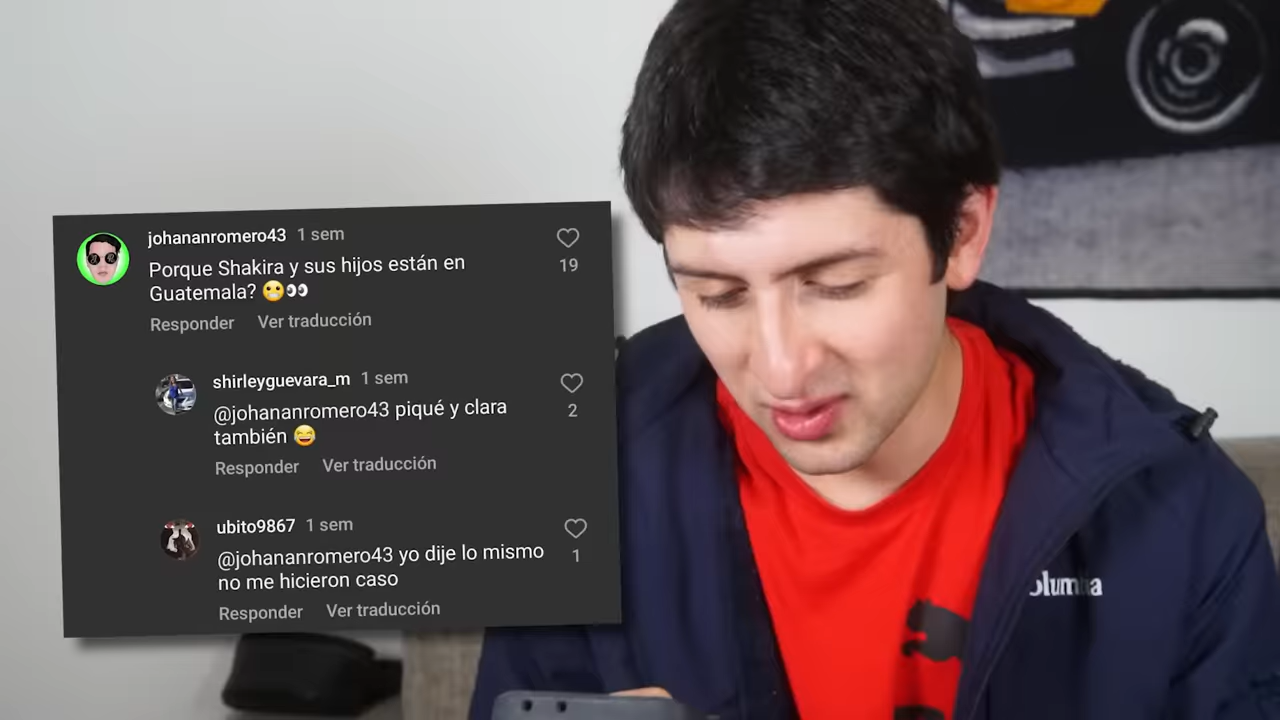 johananromero43 1 sem
Porque Shakira y sus hijos están en
Guatemala? 😬👀
19
Responder Ver traducción
shirleyguevara_m 1 sem
@johananromero43 piqué y clara
también 😂
2
Responder Ver traducción
ubito9867 1 sem
@johananromero43 yo dije lo mismo
no me hicieron caso
1
Responder Ver traducción
olumbia